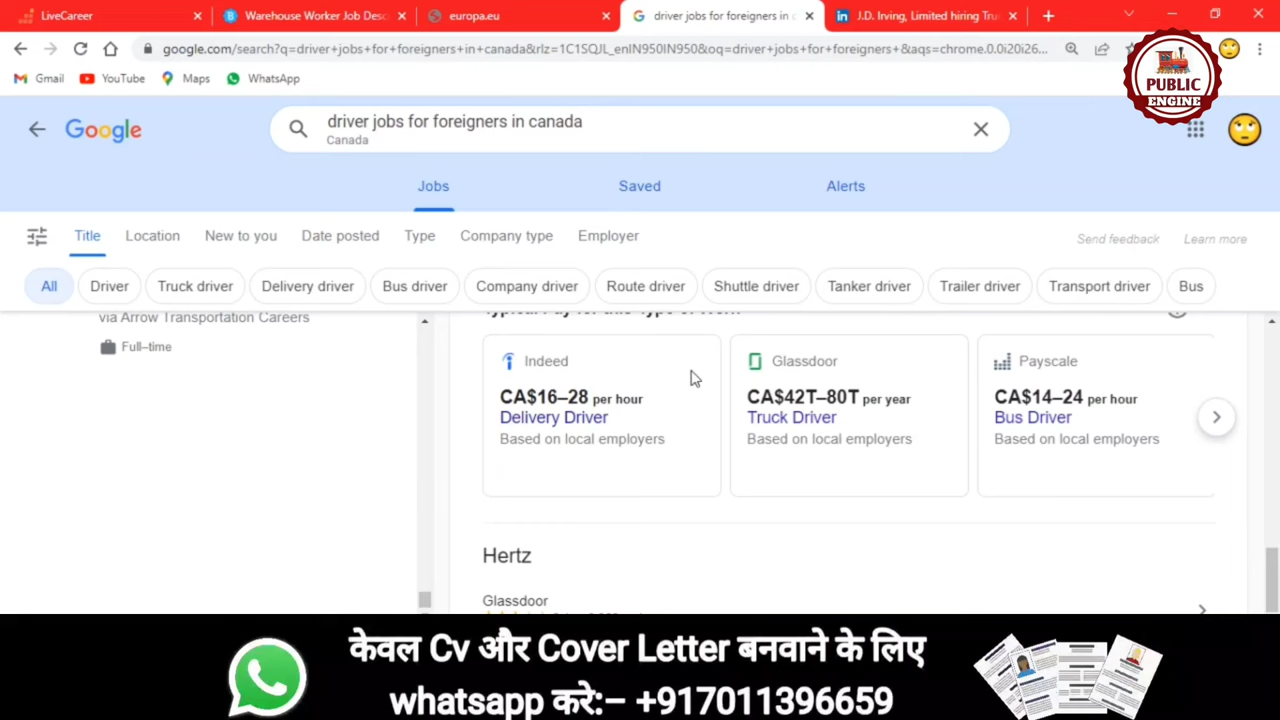 LiveCareer
Warehouse Worker Job Desc
europa.eu
driver jobs for foreigners in c
J.D. Irving, Limited hiring Tru
google.com/search?q=driver+jobs+for+foreigners+in+canada&rlz=1C1SQJL_enIN950IN950&oq=driver+jobs+for+foreigners+&aqs=chrome.0.0i20i26...
Gmail
YouTube
Maps
WhatsApp
PUBLIC
ENGINE
Google
driver jobs for foreigners in canada
Canada
Jobs
Saved
Alerts
Title
Location
New to you
Date posted
Type
Company type
Employer
Send feedback
Learn more
All
Driver
Truck driver
Delivery driver
Bus driver
Company driver
Route driver
Shuttle driver
Tanker driver
Trailer driver
Transport driver
Bus
via Arrow Transportation Careers
Full–time
Indeed
CA$16–28 per hour
Delivery Driver
Based on local employers
Glassdoor
CA$42T–80T per year
Truck Driver
Based on local employers
Payscale
CA$14–24 per hour
Bus Driver
Based on local employers
Hertz
Glassdoor
केवल Cv और Cover Letter बनवाने के लिए
whatsapp करे:– +917011396659